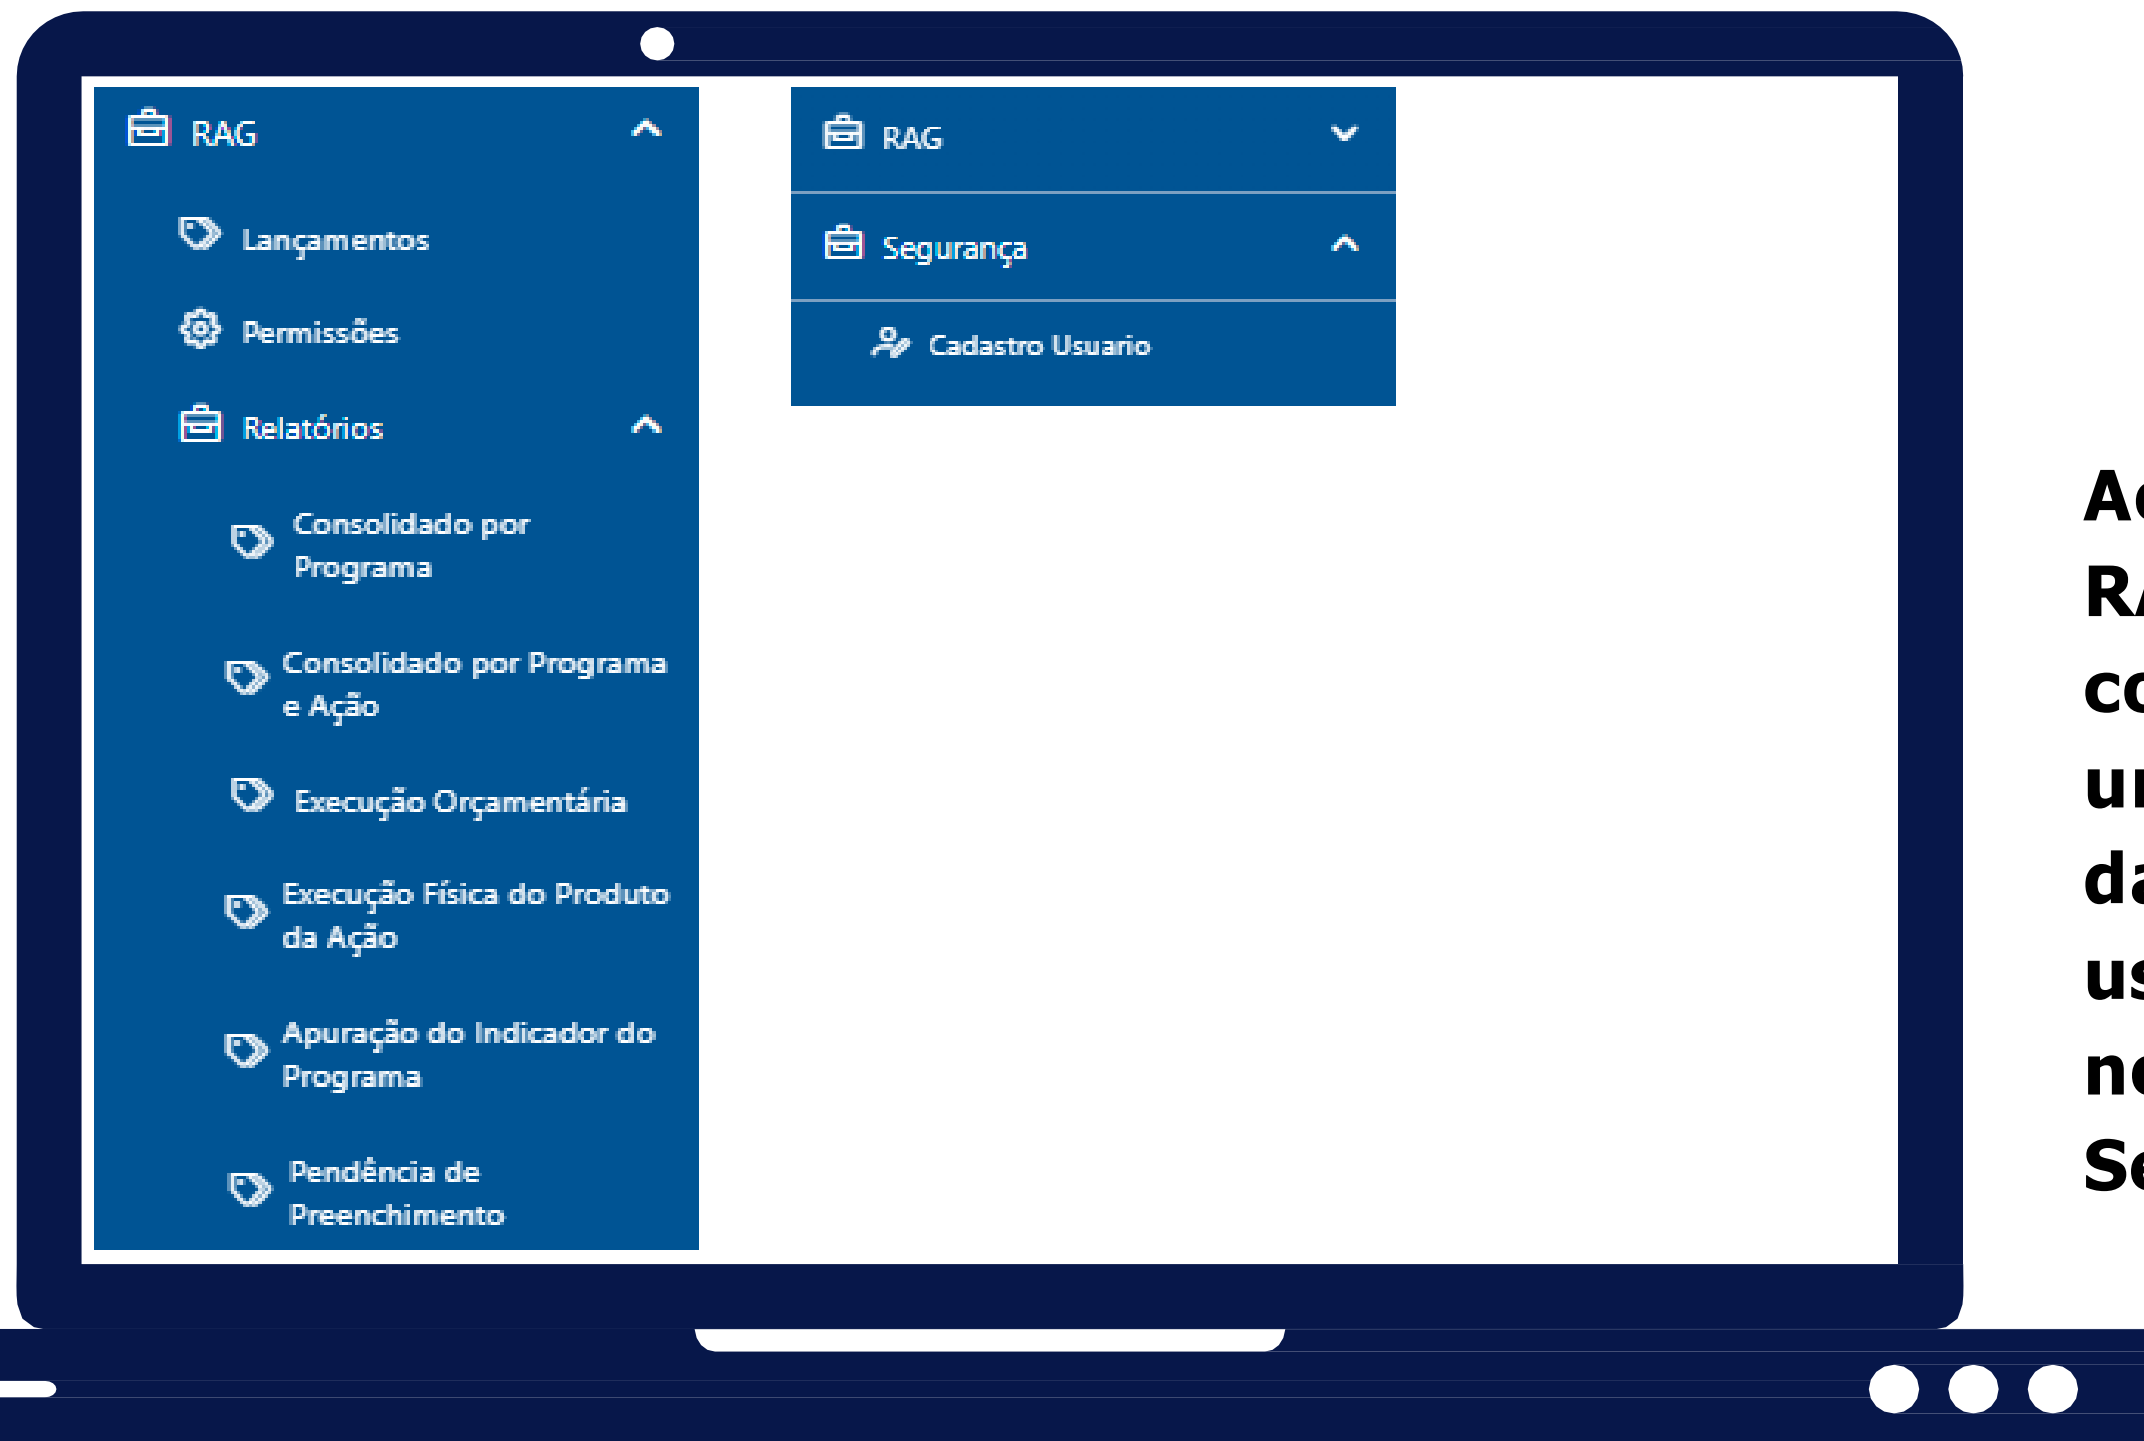 RAG
Lançamentos
Permissões
Relatórios
Consolidado por
Programa
Consolidado por Programa
e Ação
Execução Orçamentária
Execução Física do Produto
da Ação
Apuração do Indicador do
Programa
Pendência de
Preenchimento
RAG
Segurança
Cadastro Usuario